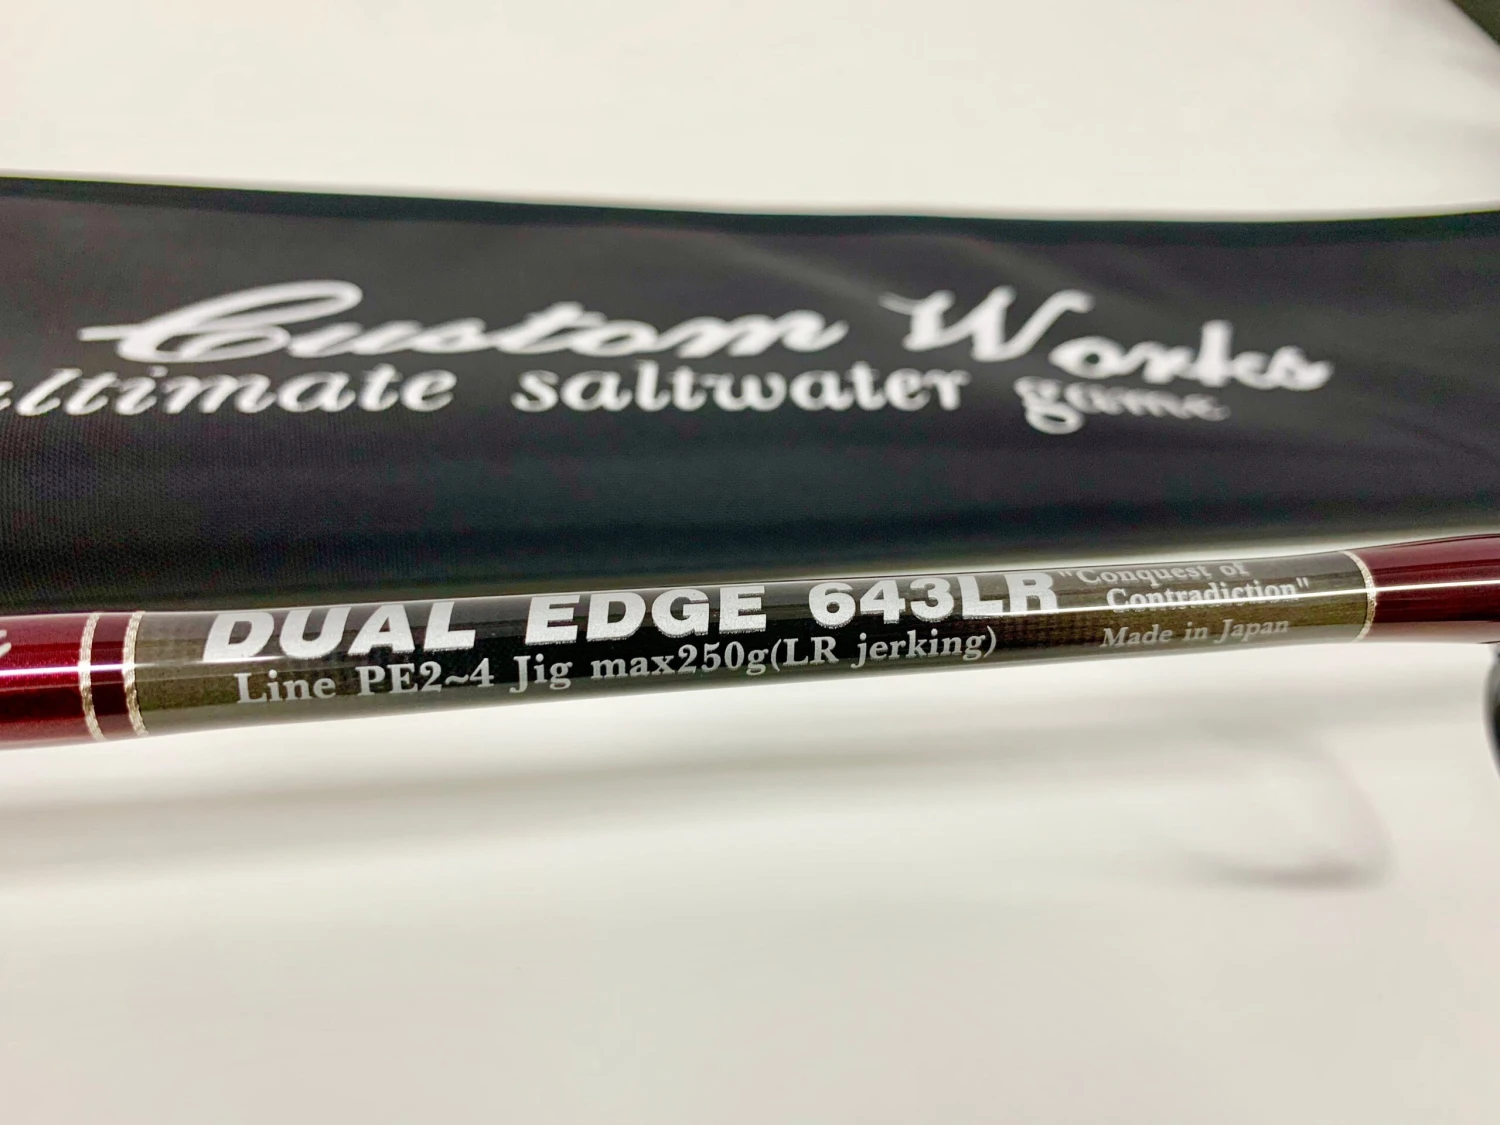 Custom Works
ultimate saltwater game
DUAL EDGE 643LR
Line PE2~4 Jig max250g(LR jerking)
"Conquest of
Contradiction"
Made in Japan